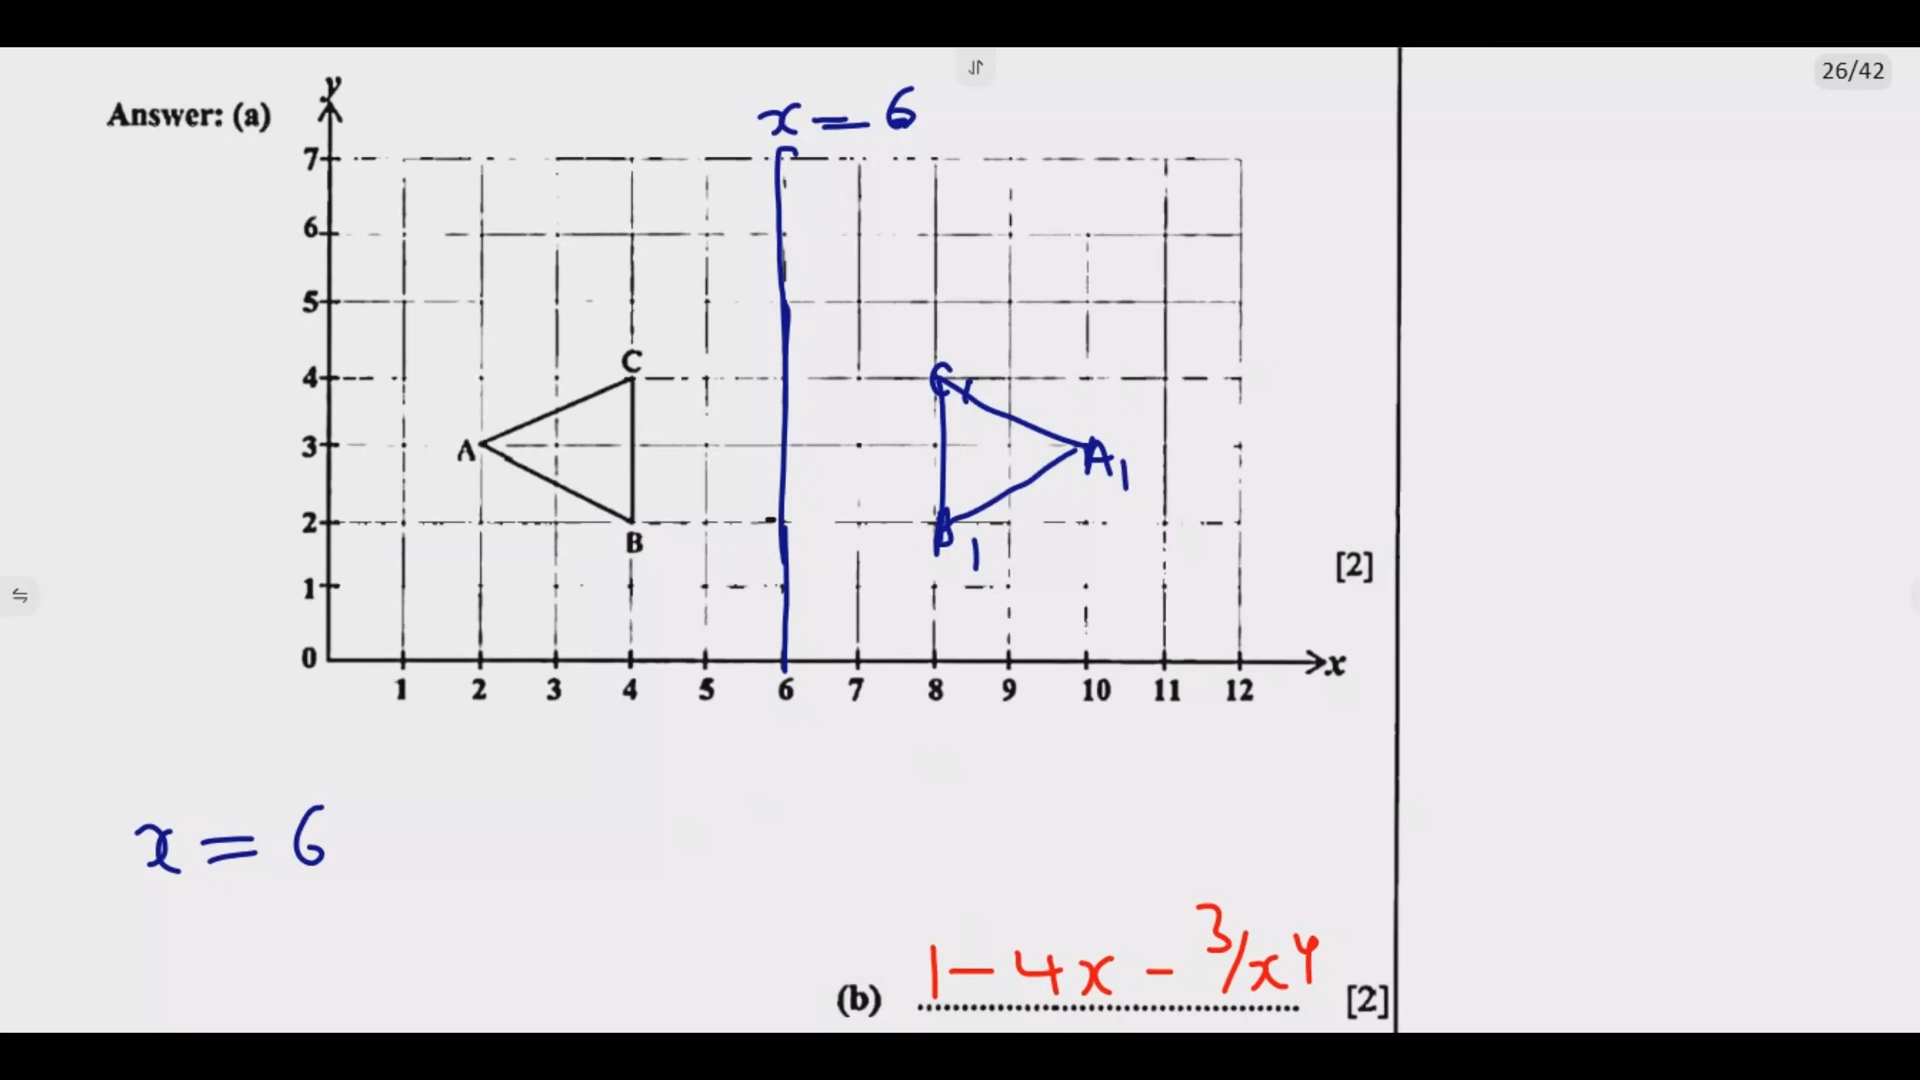 26/42
Answer: (a)
y
x = 6
7
6
5
C
4
C1
A
3
A1
2
B
B1
[2]
1
0
x
1 2 3 4 5 6 7 8 9 10 11 12
x = 6
1 - 4x - 3/x4
(b) [2]